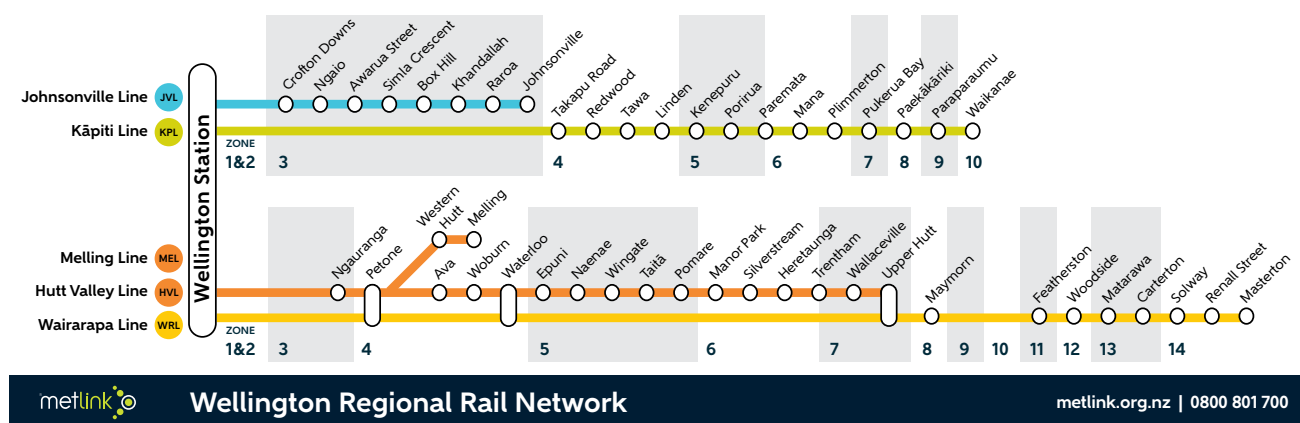 Crofton Downs
Ngaio
Awarua Street
Simla Crescent
Box Hill
Khandallah
Raroa
Johnsonville
Johnsonville Line JVL
Takapu Road
Redwood
Tawa
Linden
Kenepuru
Porirua
Paremata
Mana
Plimmerton
Pukerua Bay
Paekākāriki
Paraparaumu
Waikanae
Kāpiti Line KPL
ZONE
1&2 3 4 5 6 7 8 9 10
Wellington Station
Western
Hutt
Melling
Melling Line MEL
Ngauranga
Petone
Ava
Woburn
Waterloo
Epuni
Naenae
Wingate
Taitā
Pomare
Manor Park
Silverstream
Heretaunga
Trentham
Wallaceville
Upper Hutt
Hutt Valley Line HVL
Maymorn
Featherston
Woodside
Matarawa
Carterton
Solway
Renall Street
Masterton
Wairarapa Line WRL
ZONE
1&2 3 4 5 6 7 8 9 10 11 12 13 14
metlink
Wellington Regional Rail Network
metlink.org.nz | 0800 801 700